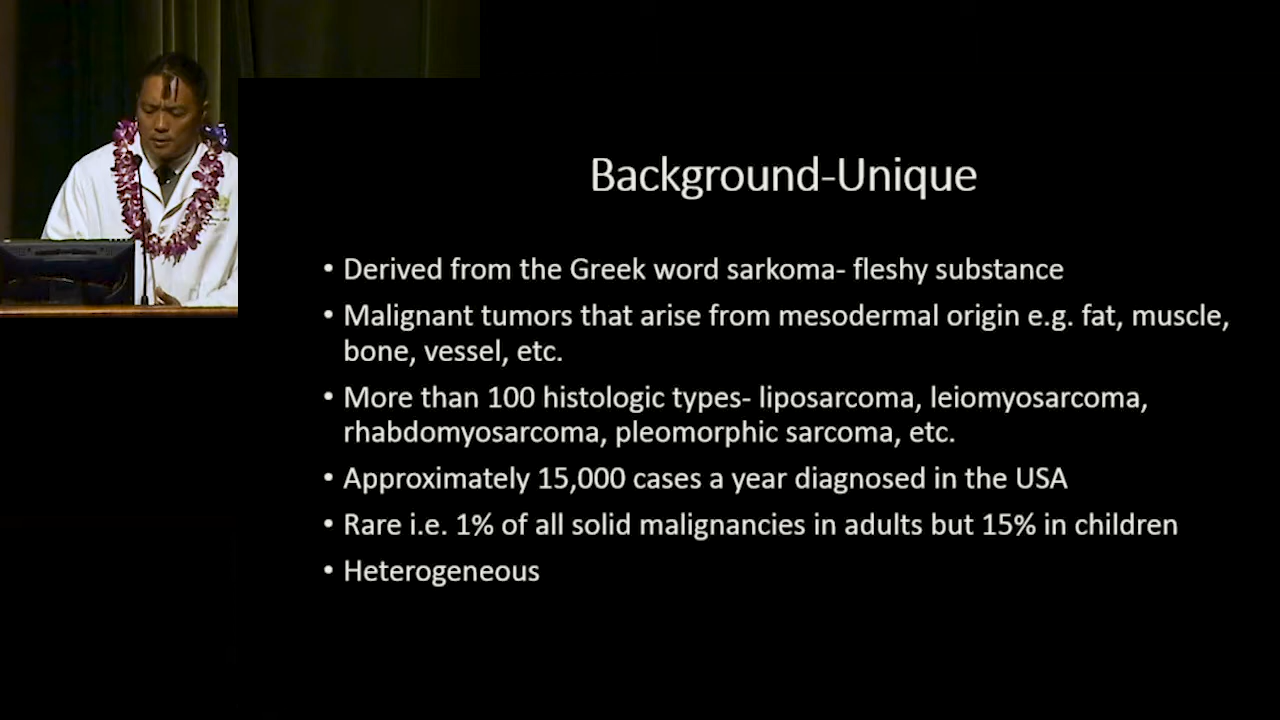 Background-Unique
• Derived from the Greek word sarkoma- fleshy substance
• Malignant tumors that arise from mesodermal origin e.g. fat, muscle,
bone, vessel, etc.
• More than 100 histologic types- liposarcoma, leiomyosarcoma,
rhabdomyosarcoma, pleomorphic sarcoma, etc.
• Approximately 15,000 cases a year diagnosed in the USA
• Rare i.e. 1% of all solid malignancies in adults but 15% in children
• Heterogeneous